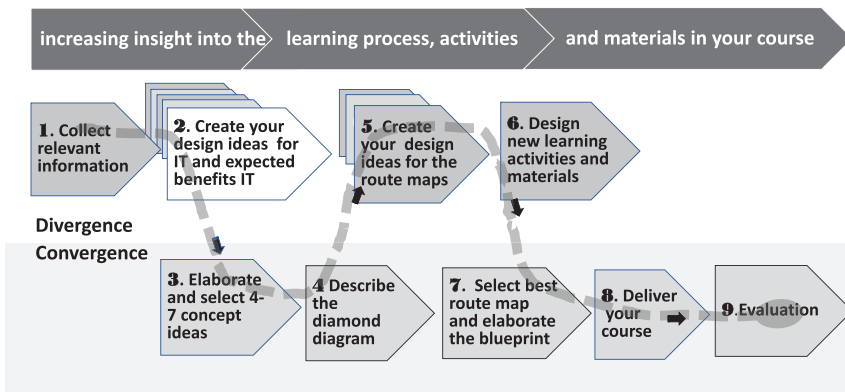 increasing insight into the learning process, activities and materials in your course
1. Collect
relevant
information
2. Create your
design ideas for
IT and expected
benefits IT
5. Create
your design
ideas for the
route maps
6. Design
new learning
activities and
materials
Divergence
Convergence
3. Elaborate
and select 4-
7 concept
ideas
4 Describe
the
diamond
diagram
7. Select best
route map
and elaborate
the blueprint
8. Deliver
your
course
9.Evaluation